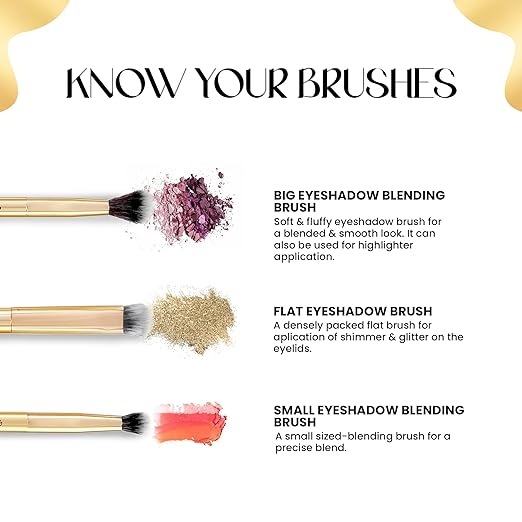 KNOW YOUR BRUSHES
BIG EYESHADOW BLENDING
BRUSH
Soft & fluffy eyeshadow brush for
a blended & smooth look. It can
also be used for highlighter
application.
FLAT EYESHADOW BRUSH
A densely packed flat brush for
aplication of shimmer & glitter on the
eyelids.
SMALL EYESHADOW BLENDING
BRUSH
A small sized-blending brush for a
precise blend.